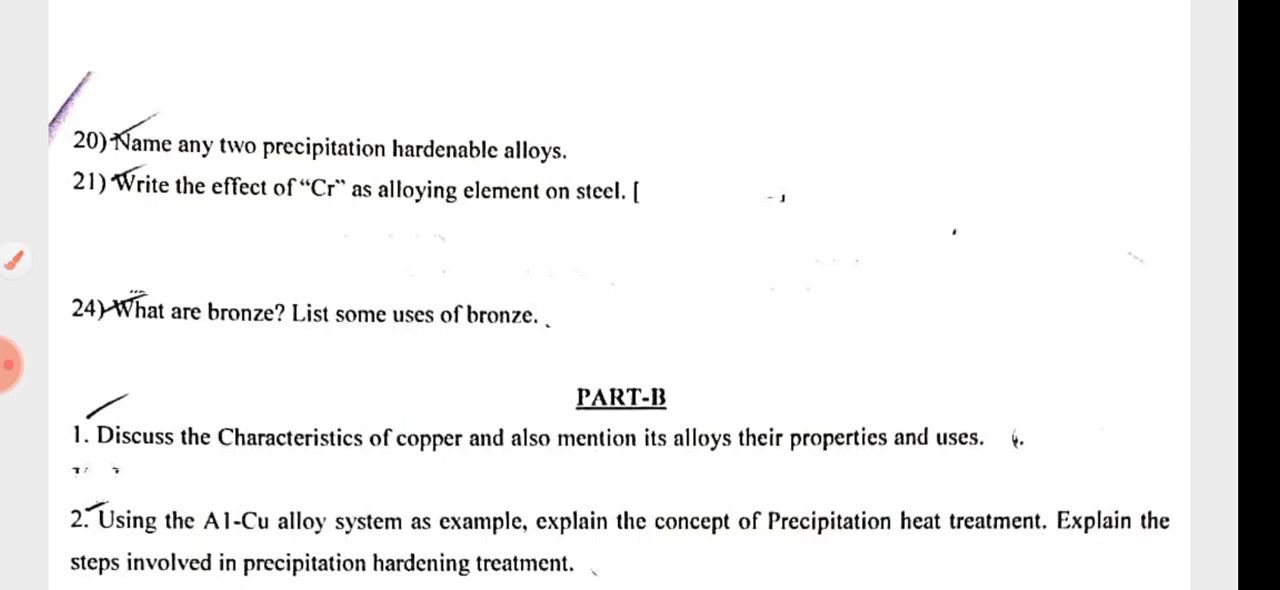 20) Name any two precipitation hardenable alloys.
21) Write the effect of “Cr” as alloying element on steel. [
24) What are bronze? List some uses of bronze.
PART-B
1. Discuss the Characteristics of copper and also mention its alloys their properties and uses.
2. Using the Al-Cu alloy system as example, explain the concept of Precipitation heat treatment. Explain the
steps involved in precipitation hardening treatment.